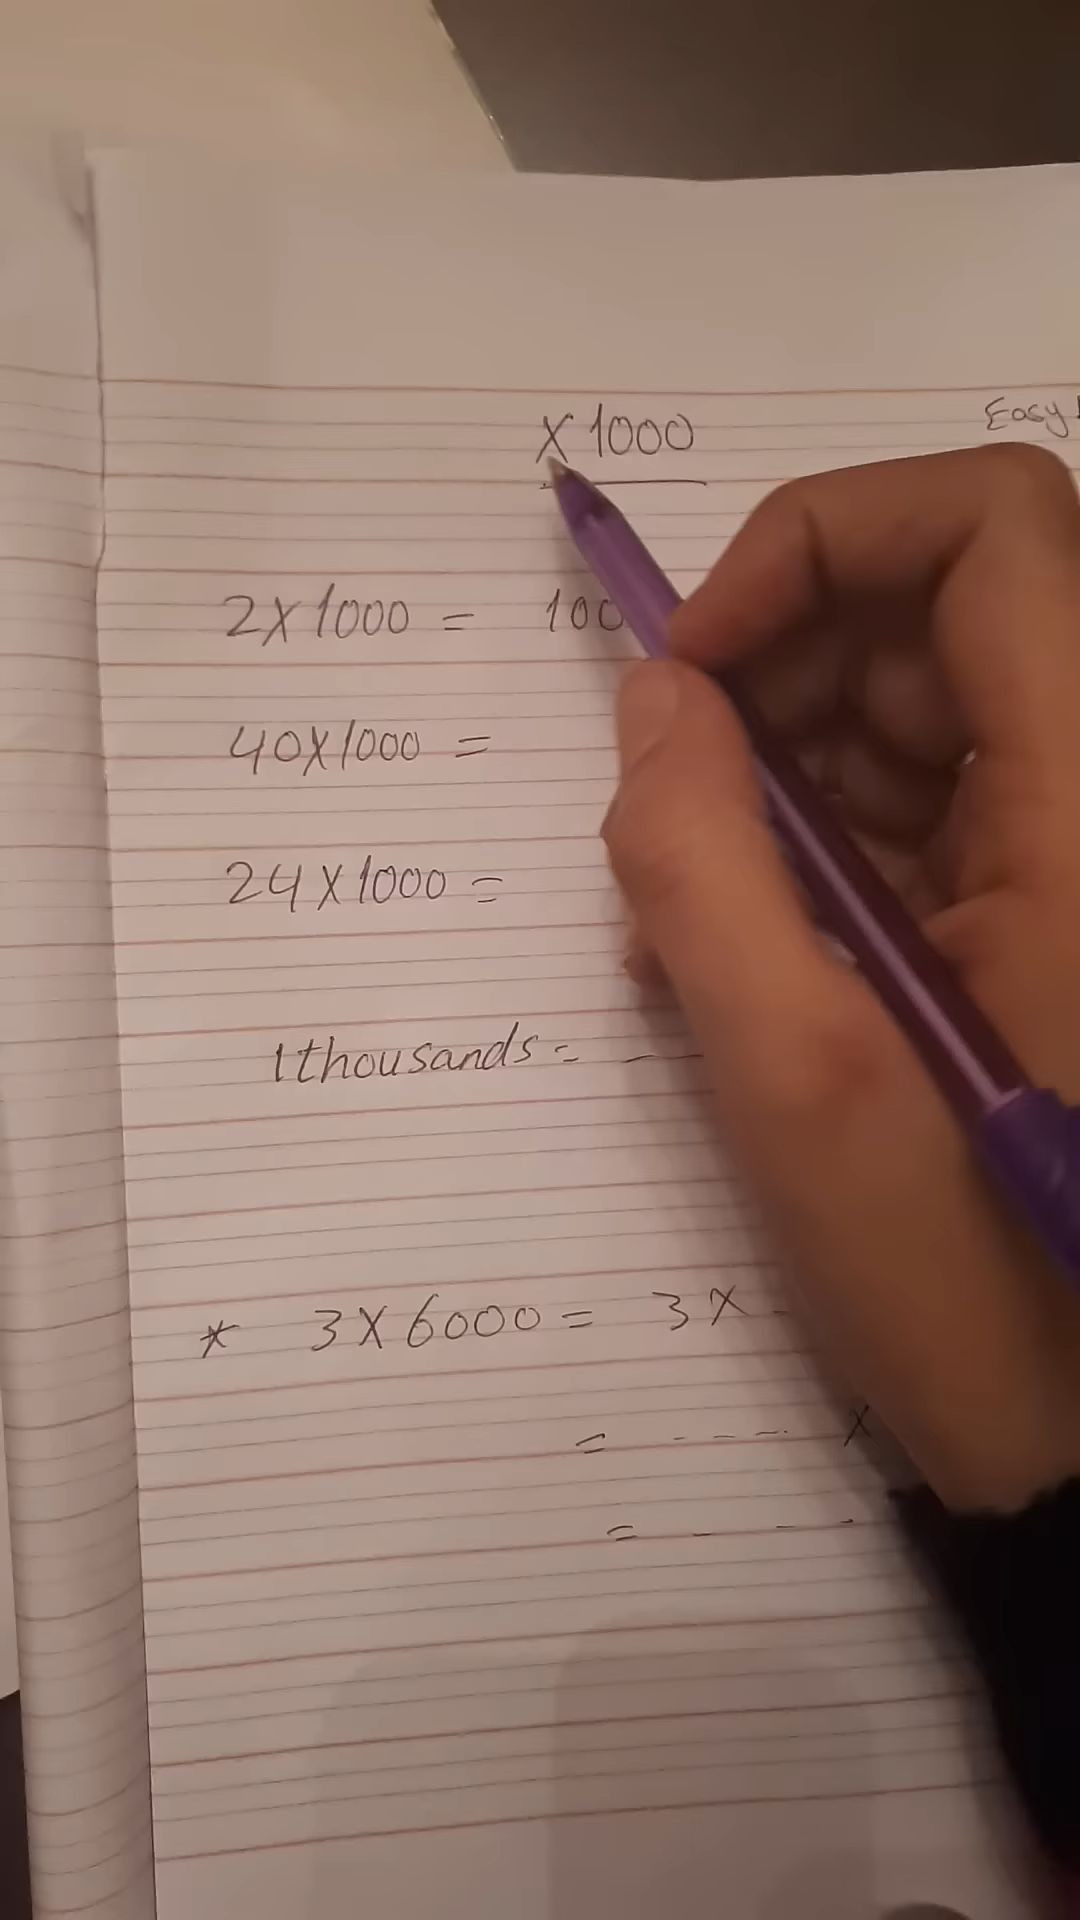 x 1000
Easy
2 x 1000 = 100
40 x 1000 =
24 x 1000 =
1 thousands = _ _
* 3 x 6000 = 3 x -
= - - - x
= - - -